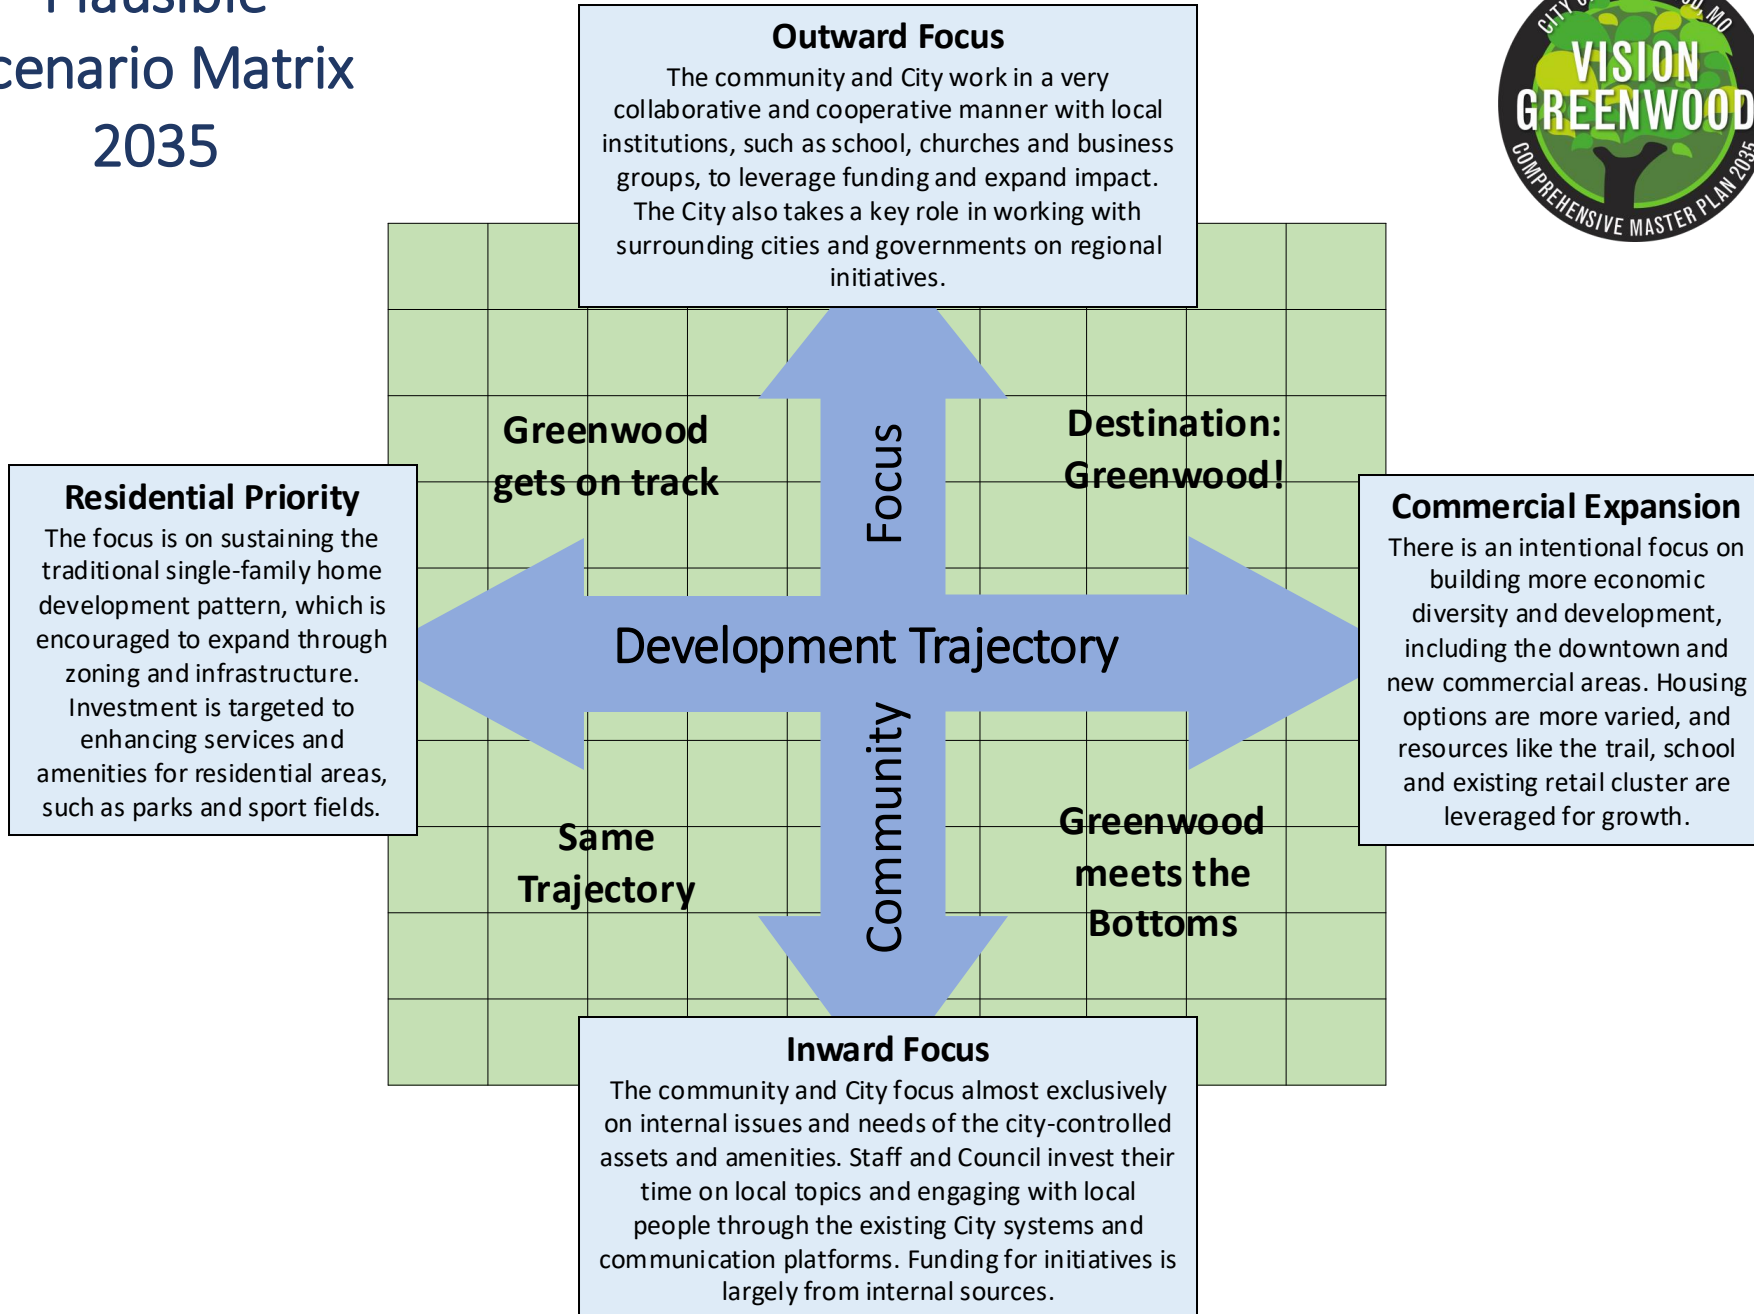 Plausible
Scenario Matrix
2035
Outward Focus
The community and City work in a very
collaborative and cooperative manner with local
institutions, such as school, churches and business
groups, to leverage funding and expand impact.
The City also takes a key role in working with
surrounding cities and governments on regional
initiatives.
CITY
MO
VISION
GREENWOOD
COMPREHENSIVE MASTER PLAN 2035
Greenwood
gets on track
Focus
Destination:
Greenwood!
Residential Priority
The focus is on sustaining the
traditional single-family home
development pattern, which is
encouraged to expand through
zoning and infrastructure.
Investment is targeted to
enhancing services and
amenities for residential areas,
such as parks and sport fields.
Development Trajectory
Commercial Expansion
There is an intentional focus on
building more economic
diversity and development,
including the downtown and
new commercial areas. Housing
options are more varied, and
resources like the trail, school
and existing retail cluster are
leveraged for growth.
Same
Trajectory
Community
Greenwood
meets the
Bottoms
Inward Focus
The community and City focus almost exclusively
on internal issues and needs of the city-controlled
assets and amenities. Staff and Council invest their
time on local topics and engaging with local
people through the existing City systems and
communication platforms. Funding for initiatives is
largely from internal sources.